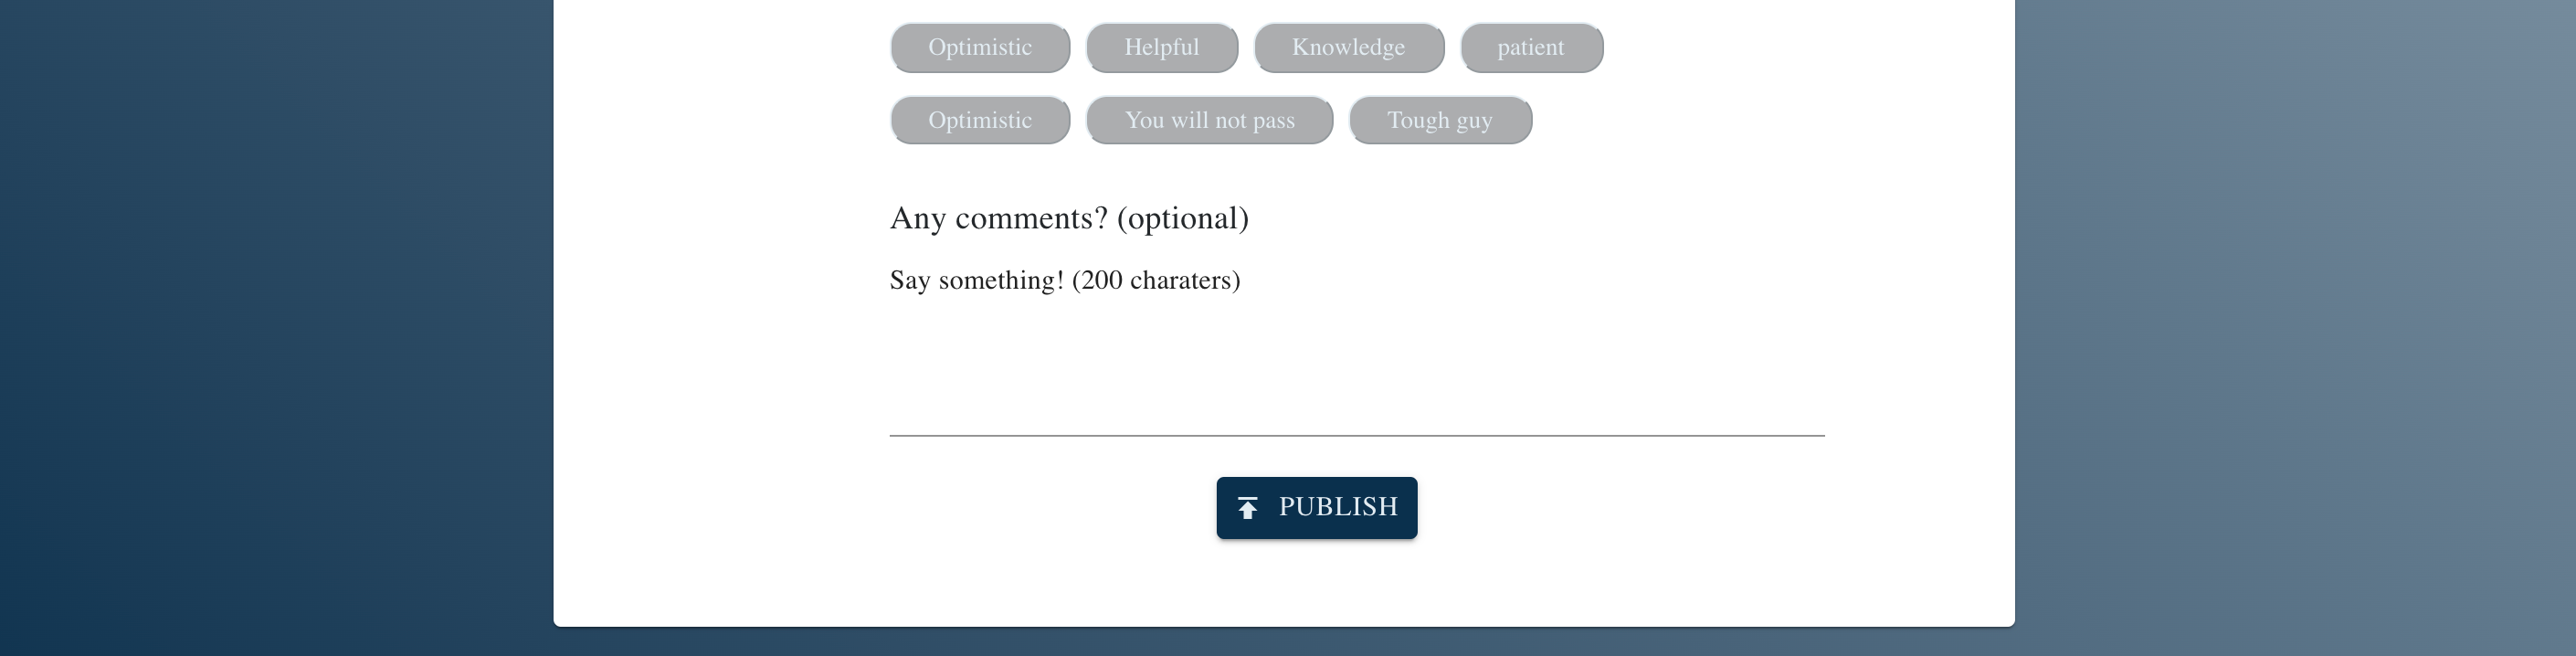 Optimistic Helpful Knowledge patient
Optimistic You will not pass Tough guy
Any comments? (optional)
Say something! (200 charaters)
PUBLISH